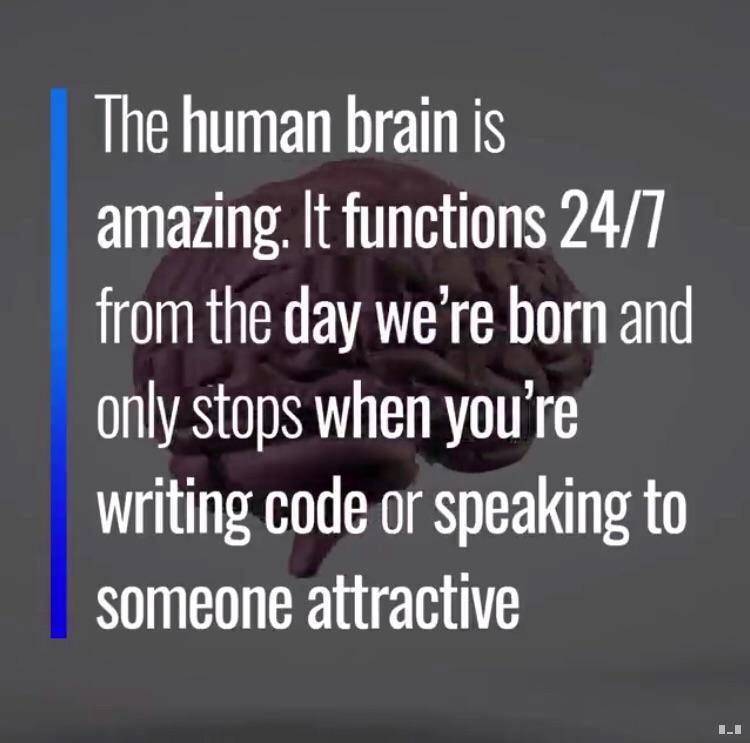 The human brain is
amazing. It functions 24/7
from the day we're born and
only stops when you're
writing code or speaking to
someone attractive